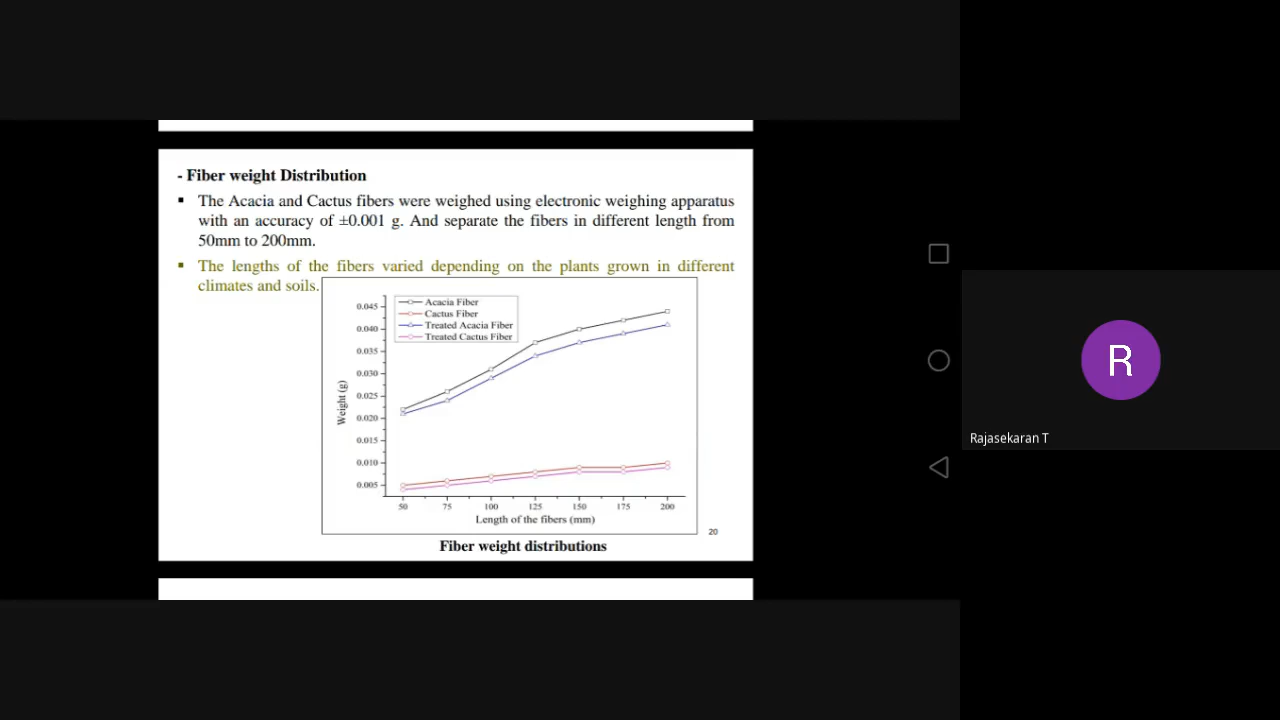 - Fiber weight Distribution
▪ The Acacia and Cactus fibers were weighed using electronic weighing apparatus
with an accuracy of ±0.001 g. And separate the fibers in different length from
50mm to 200mm.
▪ The lengths of the fibers varied depending on the plants grown in different
climates and soils.
Acacia Fiber
Cactus Fiber
Treated Acacia Fiber
Treated Cactus Fiber
0.045
0.040
0.035
0.030
0.025
0.020
0.015
0.010
0.005
Weight (g)
50 75 100 125 150 175 200
Length of the fibers (mm)
20
Fiber weight distributions
R
Rajasekaran T